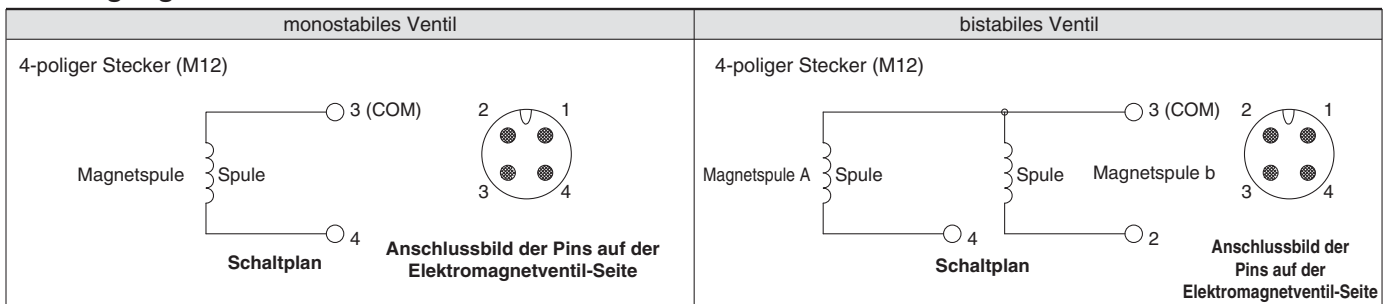 monostabiles Ventil
4-poliger Stecker (M12)
3 (COM)
2
1
Magnetspule
Spule
3
4
4
Schaltplan
Anschlussbild der Pins auf der
Elektromagnetventil-Seite
bistabiles Ventil
4-poliger Stecker (M12)
3 (COM)
2
1
Magnetspule A
Spule
Spule
Magnetspule b
3
4
4
2
Schaltplan
Anschlussbild der
Pins auf der
Elektromagnetventil-Seite